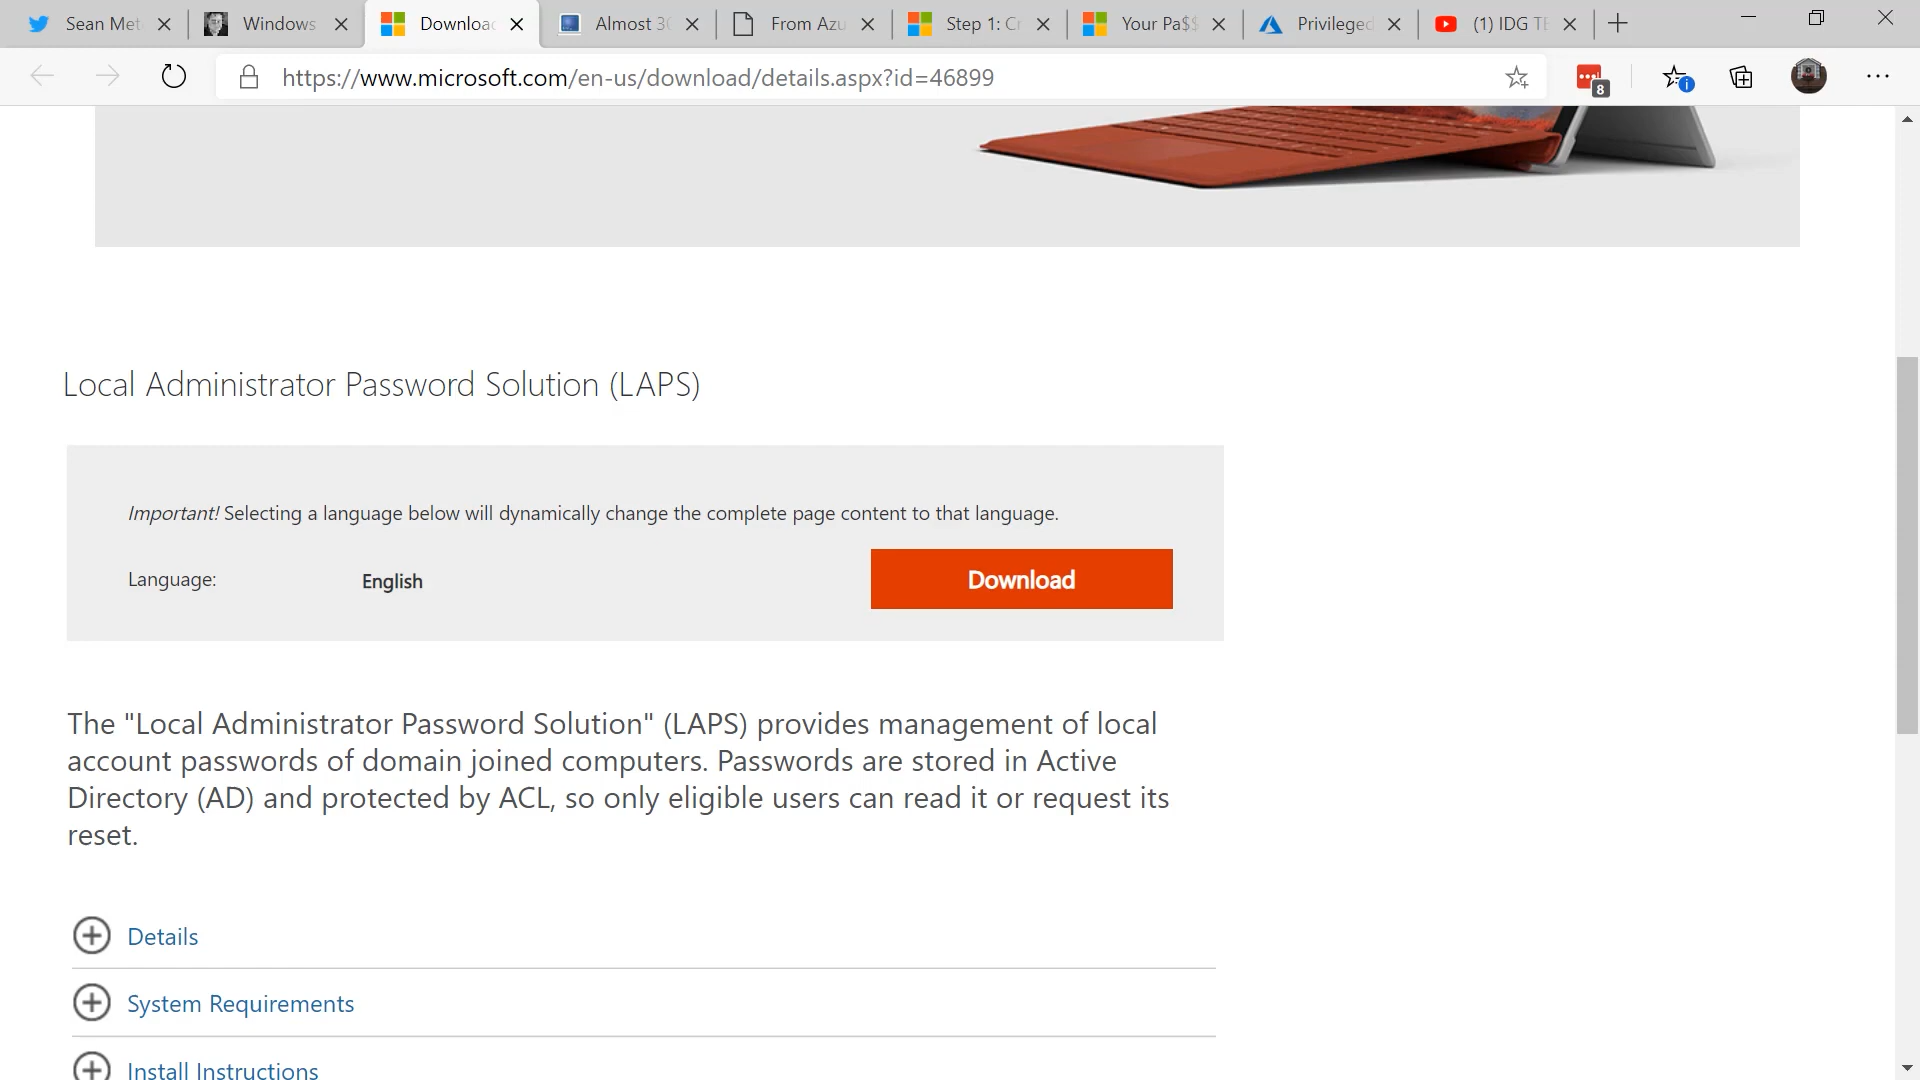 Sean Met
Windows
Downloac
Almost 30
From Azu
Step 1: Cr
Your Pa$$
Privileged
(1) IDG TE
https://www.microsoft.com/en-us/download/details.aspx?id=46899
8
Local Administrator Password Solution (LAPS)
Important! Selecting a language below will dynamically change the complete page content to that language.
Language:
English
Download
The "Local Administrator Password Solution" (LAPS) provides management of local
account passwords of domain joined computers. Passwords are stored in Active
Directory (AD) and protected by ACL, so only eligible users can read it or request its
reset.
Details
System Requirements
Install Instructions